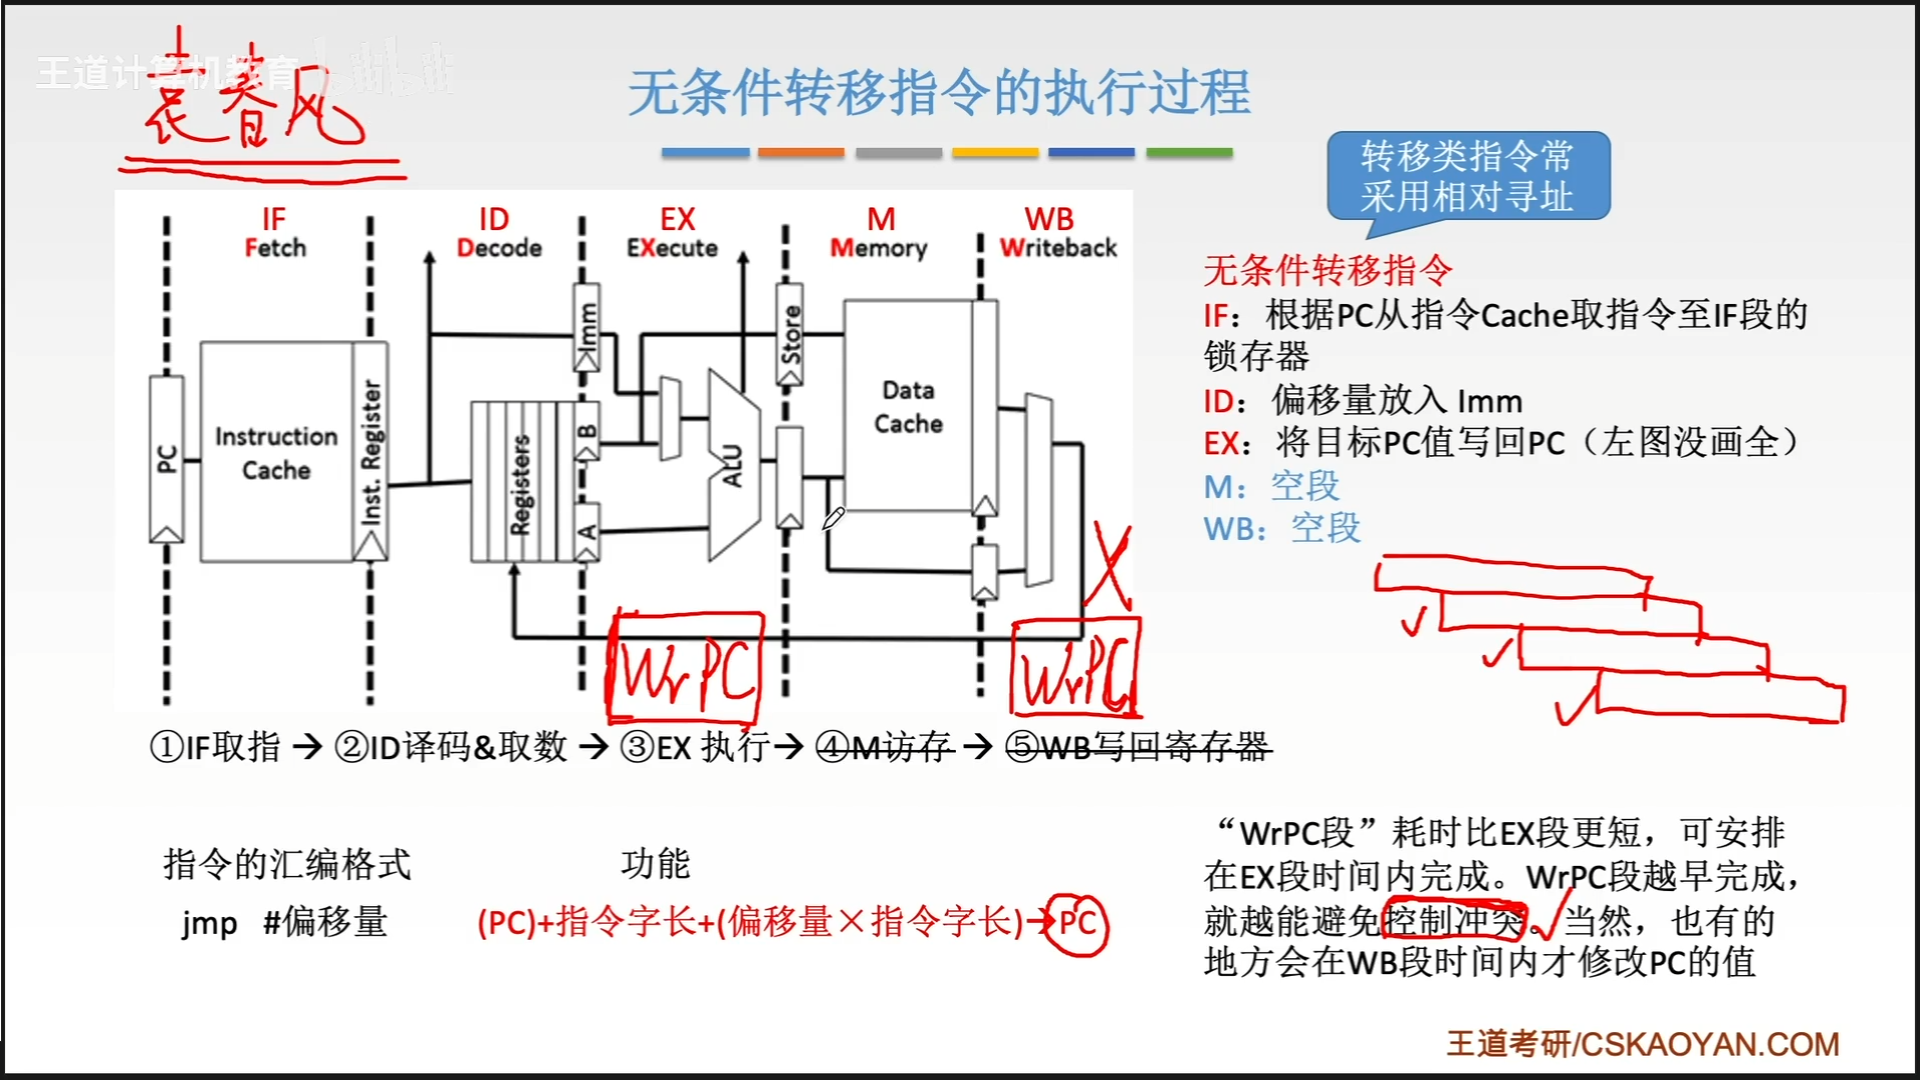 王道计算机教育 bilibili
袁春风
无条件转移指令的执行过程
转移类指令常
采用相对寻址
IF
Fetch
ID
Decode
EX
EXecute
M
Memory
WB
Writeback
PC
Instruction
Cache
Inst. Register
Registers
Imm
B
A
ALU
Store
Data
Cache
WrPC
WrPC
无条件转移指令
IF：根据PC从指令Cache取指令至IF段的
锁存器
ID：偏移量放入 Imm
EX：将目标PC值写回PC（左图没画全）
M：空段
WB：空段
①IF取指 → ②ID译码&取数 → ③EX 执行→ ④M访存 → ⑤WB写回寄存器
指令的汇编格式 功能
jmp #偏移量 (PC)+指令字长+(偏移量×指令字长)→PC
“WrPC段”耗时比EX段更短，可安排
在EX段时间内完成。WrPC段越早完成，
就越能避免控制冲突。当然，也有的
地方会在WB段时间内才修改PC的值
王道考研/CSKAOYAN.COM